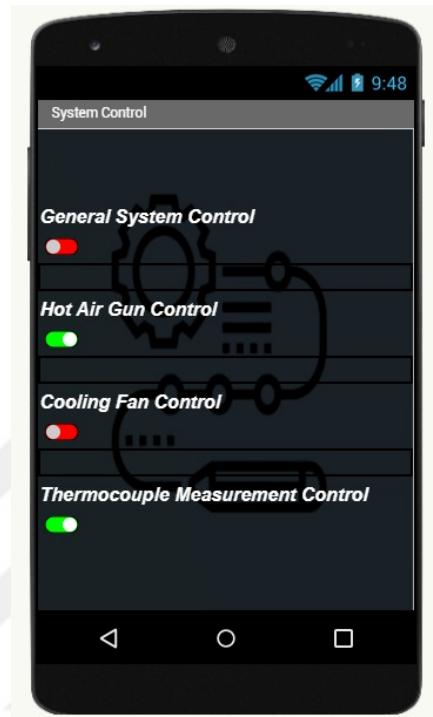 9:48
System Control
General System Control
Hot Air Gun Control
Cooling Fan Control
Thermocouple Measurement Control